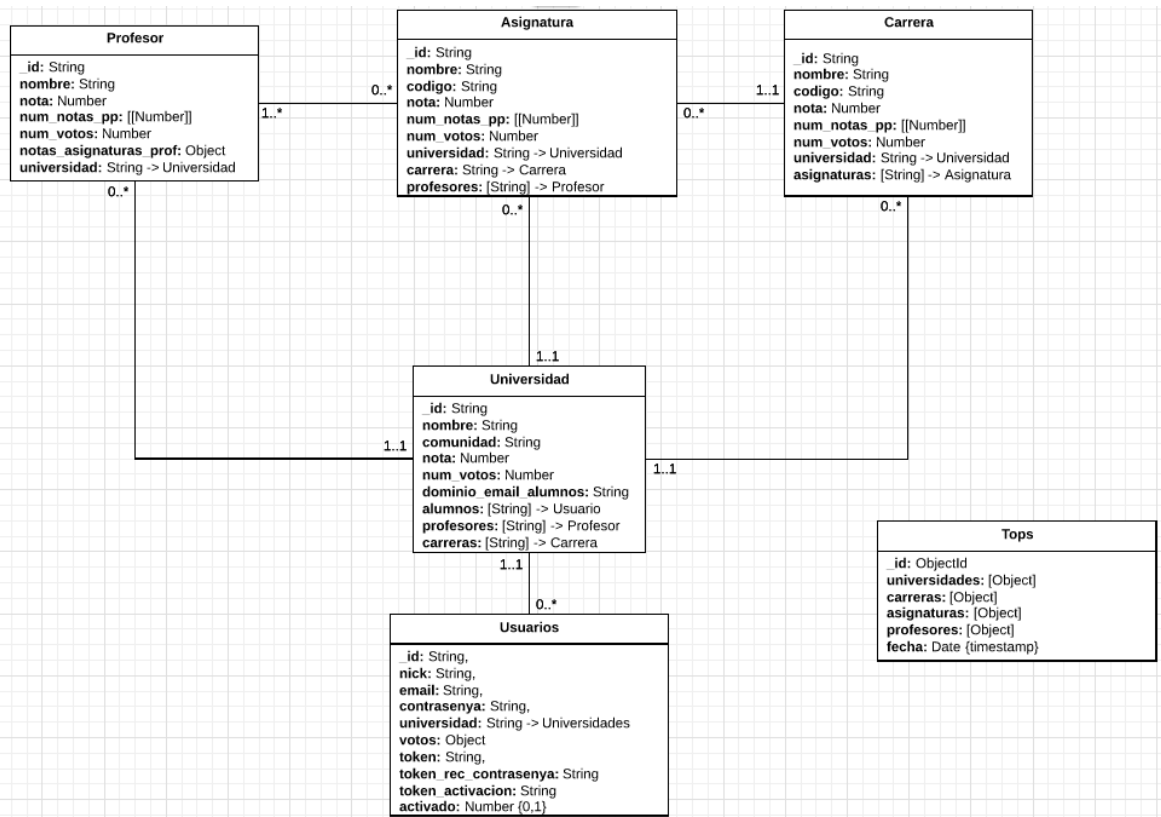 Profesor
_id: String
nombre: String
nota: Number
num_notas_pp: [[Number]]
num_votos: Number
notas_asignaturas_prof: Object
universidad: String -> Universidad
0..*
1..*
0..*
Asignatura
_id: String
nombre: String
codigo: String
nota: Number
num_notas_pp: [[Number]]
num_votos: Number
universidad: String -> Universidad
carrera: String -> Carrera
profesores: [String] -> Profesor
1..1
0..*
0..*
Carrera
_id: String
nombre: String
codigo: String
nota: Number
num_notas_pp: [[Number]]
num_votos: Number
universidad: String -> Universidad
asignaturas: [String] -> Asignatura
0..*
1..1
1..1
1..1
Universidad
_id: String
nombre: String
comunidad: String
nota: Number
num_votos: Number
dominio_email_alumnos: String
alumnos: [String] -> Usuario
profesores: [String] -> Profesor
carreras: [String] -> Carrera
1..1
0..*
Usuarios
_id: String,
nick: String,
email: String,
contrasenya: String,
universidad: String -> Universidades
votos: Object
token: String,
token_rec_contrasenya: String
token_activacion: String
activado: Number {0,1}
Tops
_id: ObjectId
universidades: [Object]
carreras: [Object]
asignaturas: [Object]
profesores: [Object]
fecha: Date {timestamp}